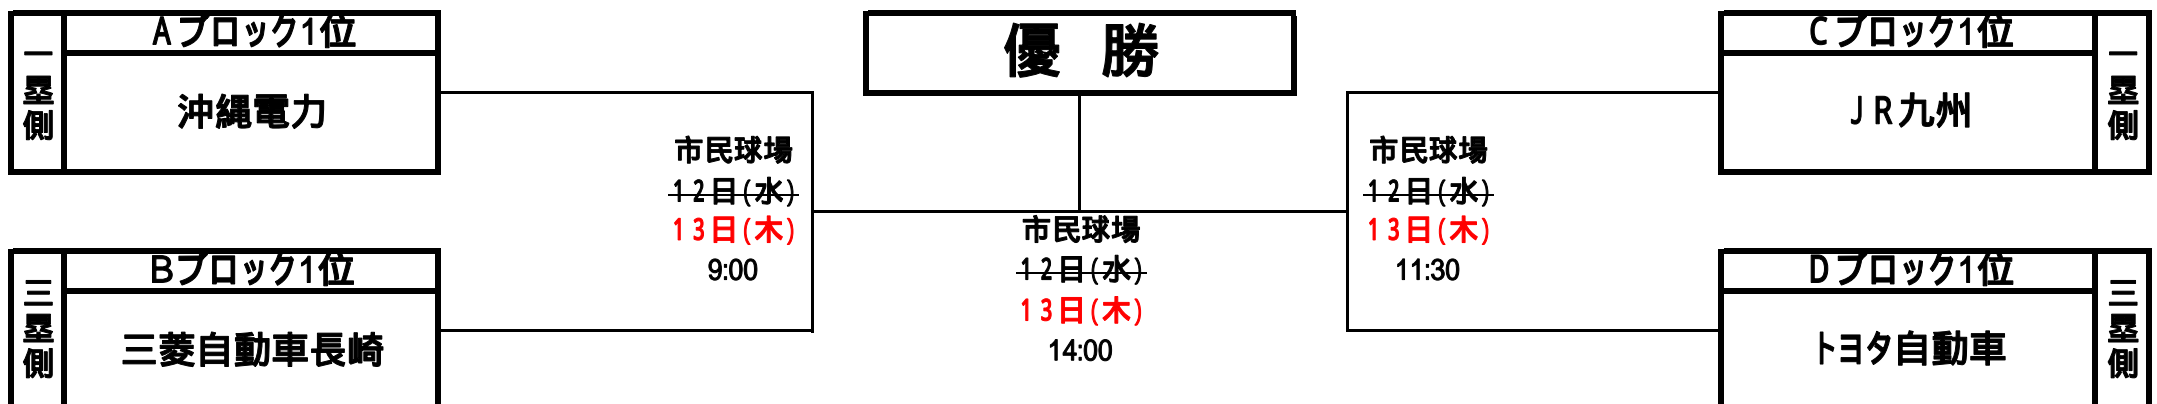 一塁側
Aブロック1位
沖縄電力
三塁側
Bブロック1位
三菱自動車長崎
市民球場
12日(水)
13日(木)
9:00
優　勝
市民球場
12日(水)
13日(木)
14:00
市民球場
12日(水)
13日(木)
11:30
Cブロック1位
一塁側
JR九州
Dブロック1位
三塁側
トヨタ自動車